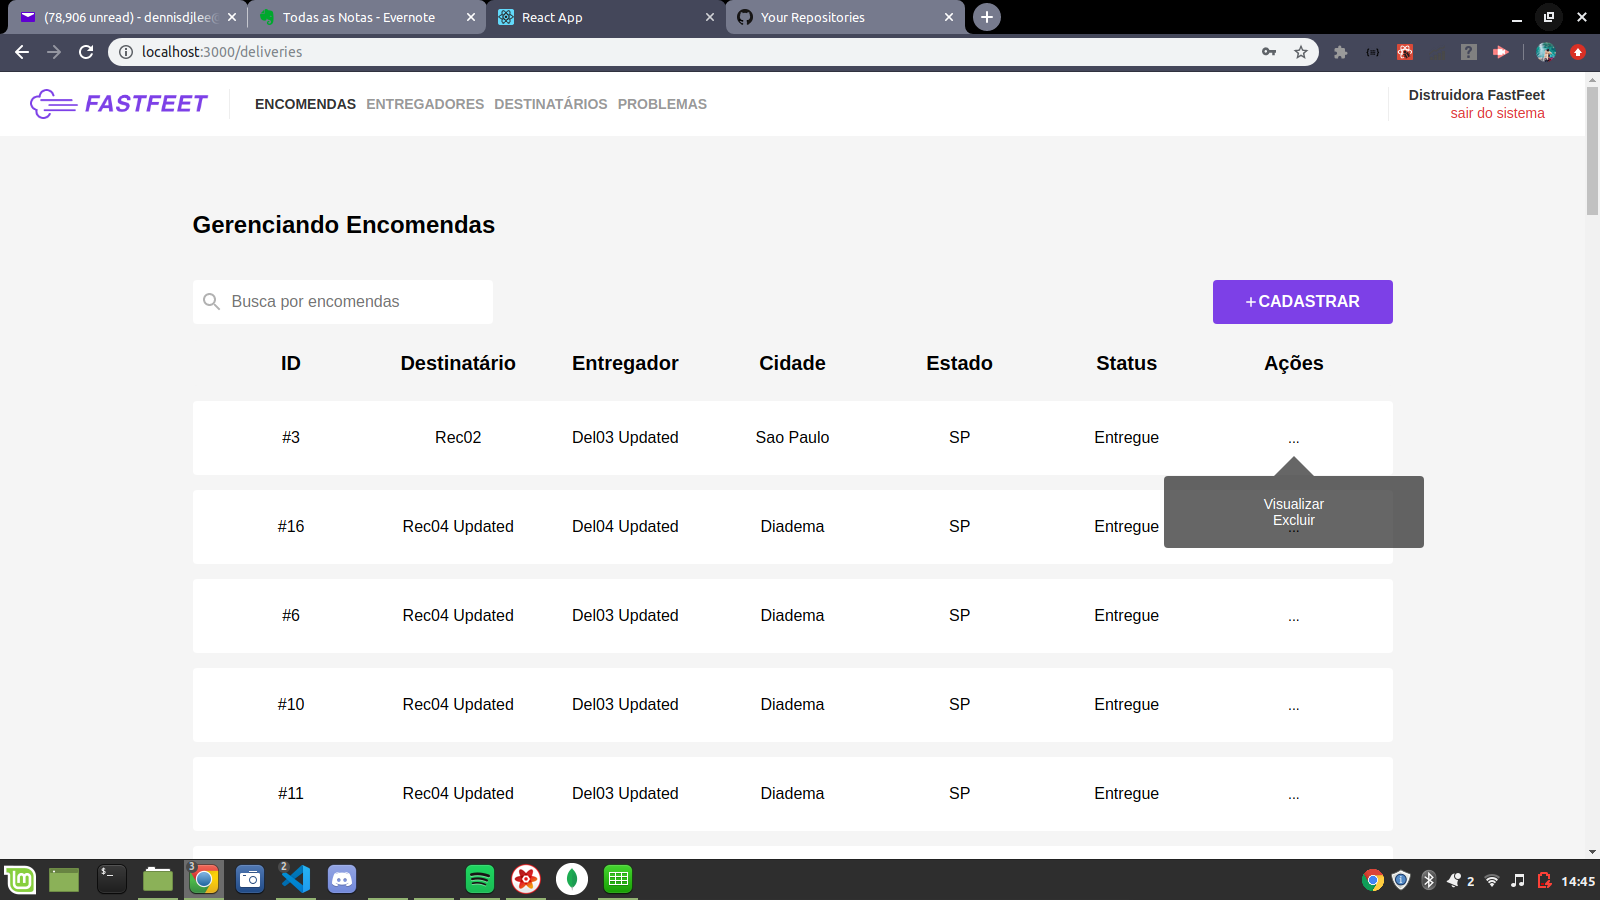 (78,906 unread) - dennisdjlee@
Todas as Notas - Evernote
React App
Your Repositories
localhost:3000/deliveries
FASTFEET
ENCOMENDAS ENTREGADORES DESTINATÁRIOS PROBLEMAS
Distruidora FastFeet
sair do sistema
Gerenciando Encomendas
Busca por encomendas
+CADASTRAR
ID Destinatário Entregador Cidade Estado Status Ações
#3 Rec02 Del03 Updated Sao Paulo SP Entregue ...
Visualizar
Excluir
#16 Rec04 Updated Del04 Updated Diadema SP Entregue ...
#6 Rec04 Updated Del03 Updated Diadema SP Entregue ...
#10 Rec04 Updated Del03 Updated Diadema SP Entregue ...
#11 Rec04 Updated Del03 Updated Diadema SP Entregue ...
3
2
2
14:45